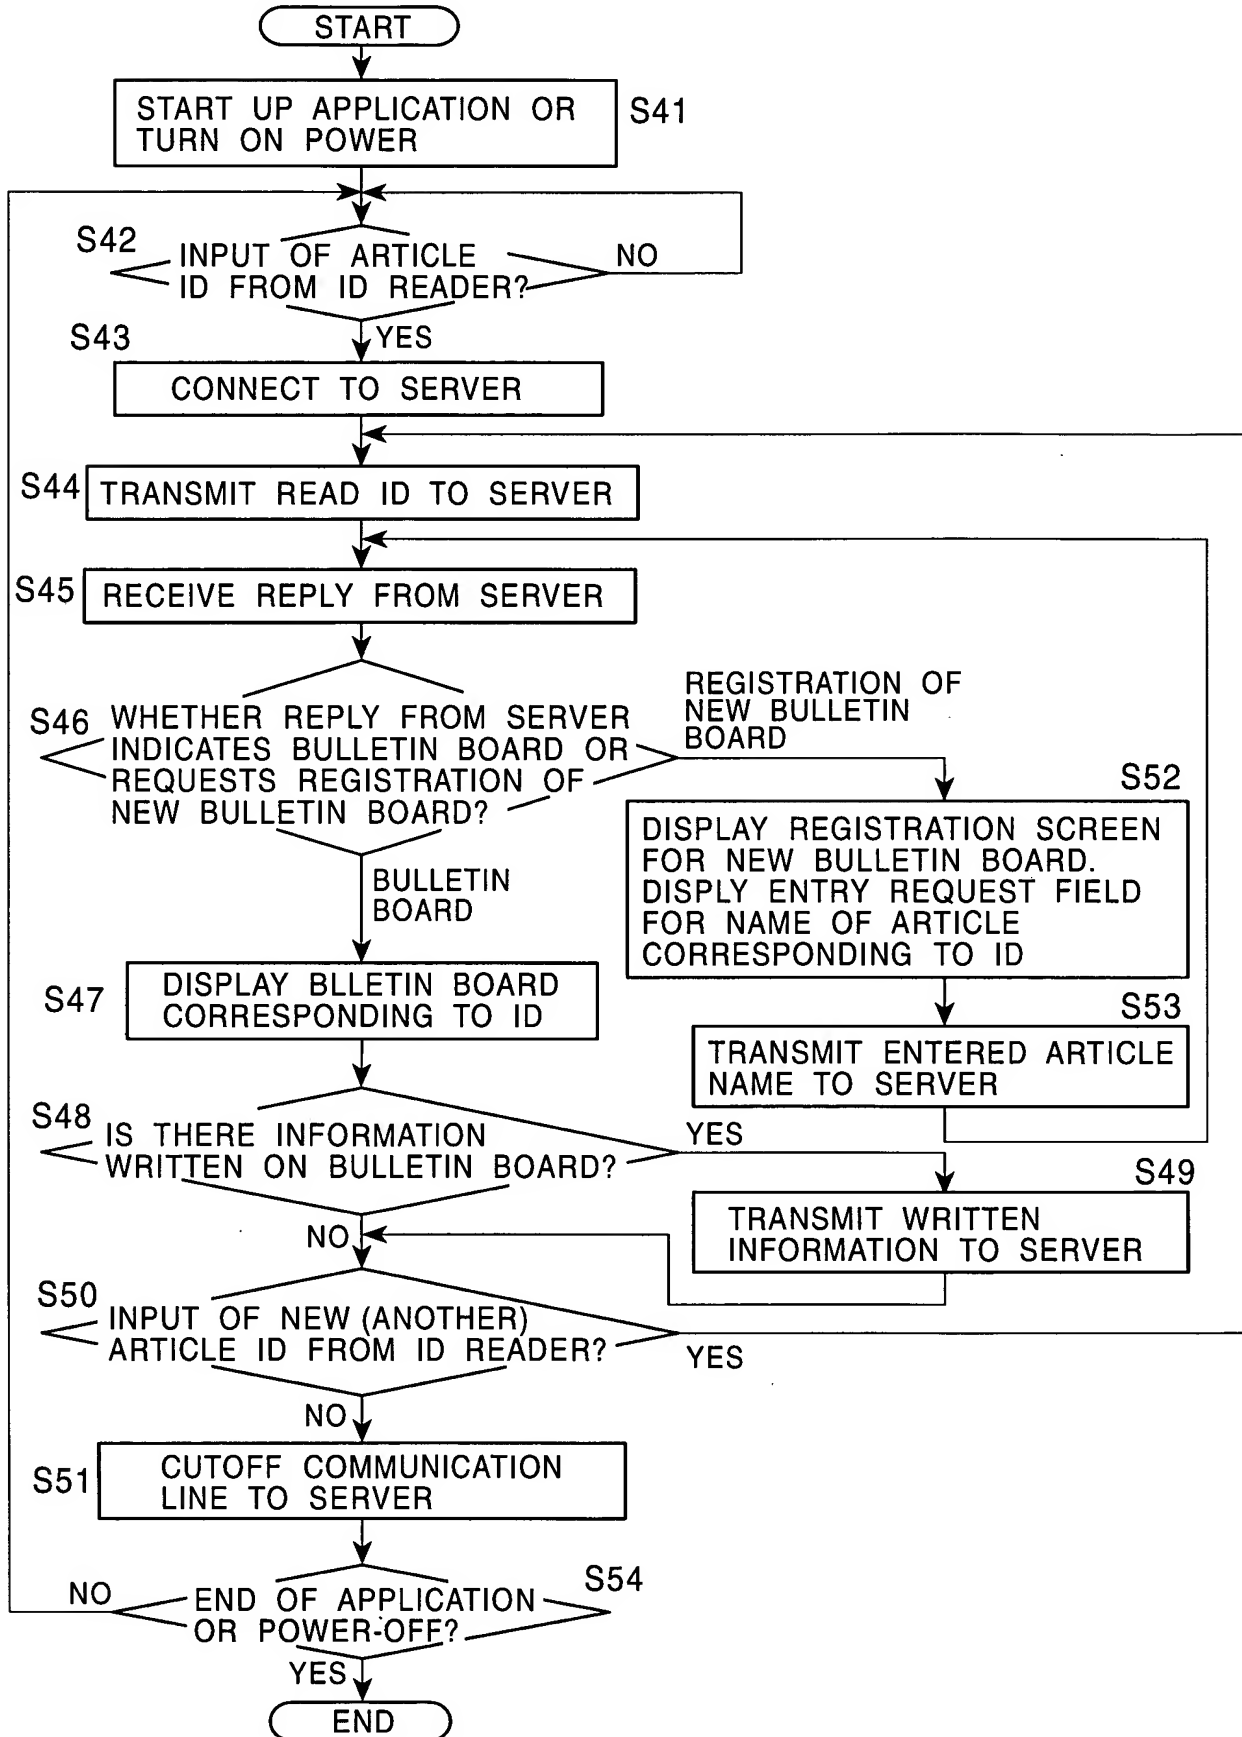 START
START UP APPLICATION OR
TURN ON POWER
S41
S42
INPUT OF ARTICLE
ID FROM ID READER?
NO
YES
S43
CONNECT TO SERVER
S44
TRANSMIT READ ID TO SERVER
S45
RECEIVE REPLY FROM SERVER
S46
WHETHER REPLY FROM SERVER
INDICATES BULLETIN BOARD OR
REQUESTS REGISTRATION OF
NEW BULLETIN BOARD?
REGISTRATION OF
NEW BULLETIN
BOARD
S52
DISPLAY REGISTRATION SCREEN
FOR NEW BULLETIN BOARD.
DISPLY ENTRY REQUEST FIELD
FOR NAME OF ARTICLE
CORRESPONDING TO ID
BULLETIN
BOARD
S47
DISPLAY BLLETIN BOARD
CORRESPONDING TO ID
S53
TRANSMIT ENTERED ARTICLE
NAME TO SERVER
S48
IS THERE INFORMATION
WRITTEN ON BULLETIN BOARD?
YES
S49
TRANSMIT WRITTEN
INFORMATION TO SERVER
NO
S50
INPUT OF NEW (ANOTHER)
ARTICLE ID FROM ID READER?
YES
NO
S51
CUTOFF COMMUNICATION
LINE TO SERVER
S54
END OF APPLICATION
OR POWER-OFF?
NO
YES
END